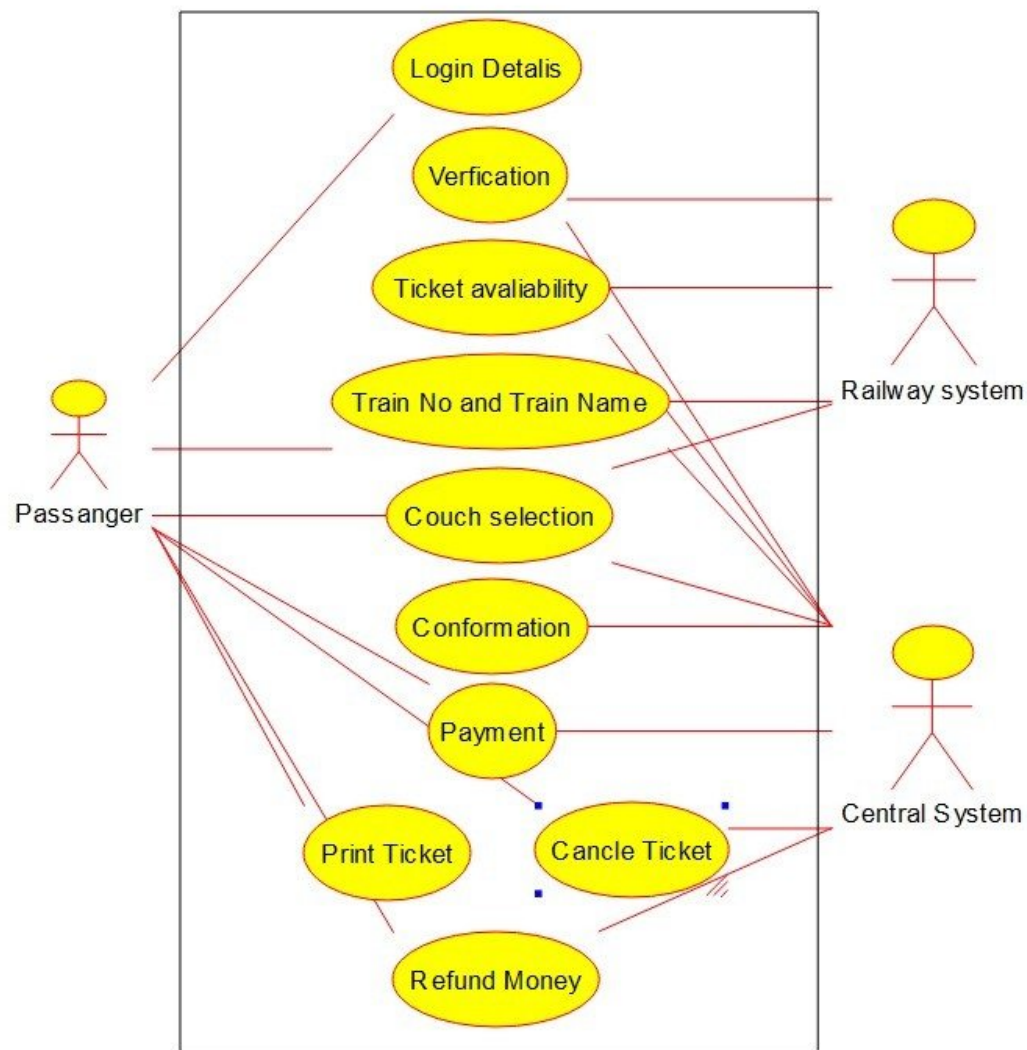 Login Detalis
Verfication
Ticket avaliability
Train No and Train Name
Railway system
Passanger
Couch selection
Conformation
Payment
Central System
Print Ticket
Cancle Ticket
Refund Money